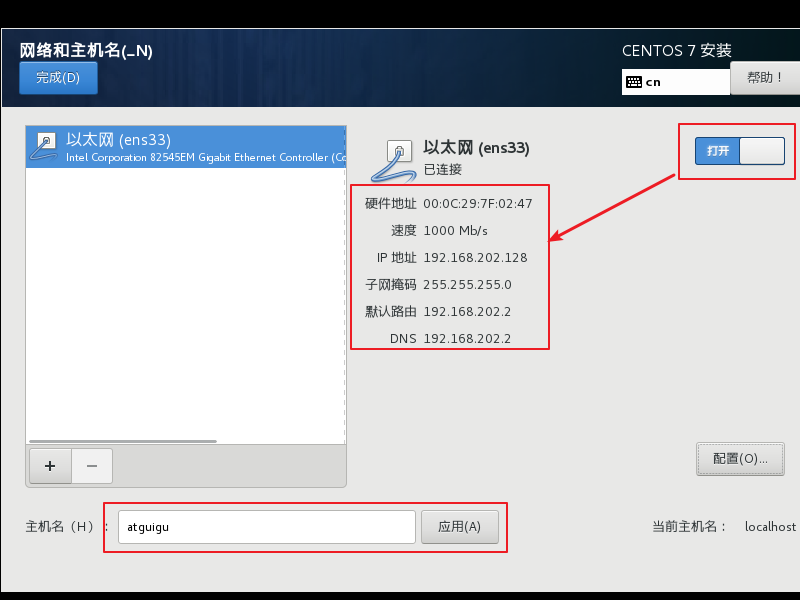 网络和主机名(_N)
CENTOS 7 安装
完成(D)
cn
帮助！
以太网 (ens33)
Intel Corporation 82545EM Gigabit Ethernet Controller (Co
以太网 (ens33)
已连接
打开
硬件地址 00:0C:29:7F:02:47
速度 1000 Mb/s
IP 地址 192.168.202.128
子网掩码 255.255.255.0
默认路由 192.168.202.2
DNS 192.168.202.2
+ −
配置(O)...
主机名（H）: atguigu 应用(A) 当前主机名： localhost